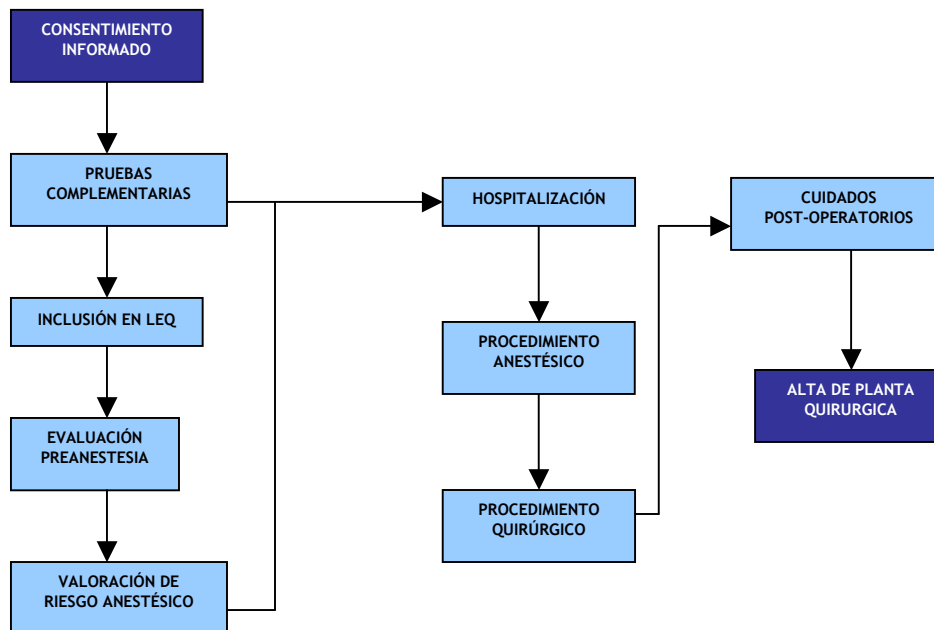 CONSENTIMIENTO
INFORMADO
PRUEBAS
COMPLEMENTARIAS
INCLUSIÓN EN LEQ
EVALUACIÓN
PREANESTESIA
VALORACIÓN DE
RIESGO ANESTÉSICO
HOSPITALIZACIÓN
PROCEDIMIENTO
ANESTÉSICO
PROCEDIMIENTO
QUIRÚRGICO
CUIDADOS
POST-OPERATORIOS
ALTA DE PLANTA
QUIRURGICA